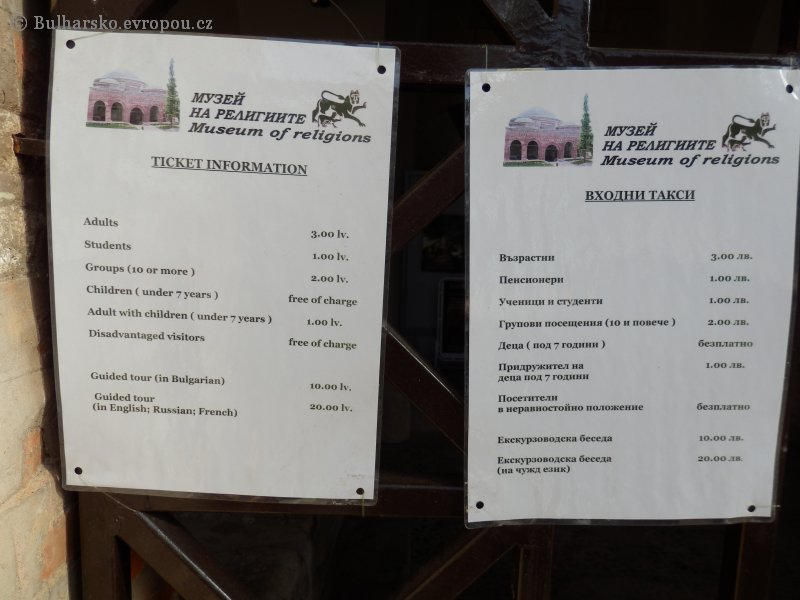 © Bulharsko.evropou.cz
МУЗЕЙ
НА РЕЛИГИИТЕ
Museum of religions
TICKET INFORMATION
Adults 3.00 lv.
Students 1.00 lv.
Groups (10 or more ) 2.00 lv.
Children ( under 7 years ) free of charge
Adult with children ( under 7 years ) 1.00 lv.
Disadvantaged visitors free of charge
Guided tour (in Bulgarian) 10.00 lv.
Guided tour
(in English; Russian; French) 20.00 lv.
МУЗЕЙ
НА РЕЛИГИИТЕ
Museum of religions
ВХОДНИ ТАКСИ
Възрастни 3.00 лв.
Пенсионери 1.00 лв.
Ученици и студенти 1.00 лв.
Групови посещения (10 и повече ) 2.00 лв.
Деца ( под 7 години ) безплатно
Придружител на 1.00 лв.
деца под 7 години
Посетители
в неравностойно положение безплатно
Екскурзоводска беседа 10.00 лв.
Екскурзоводска беседа 20.00 лв.
(на чужд език)